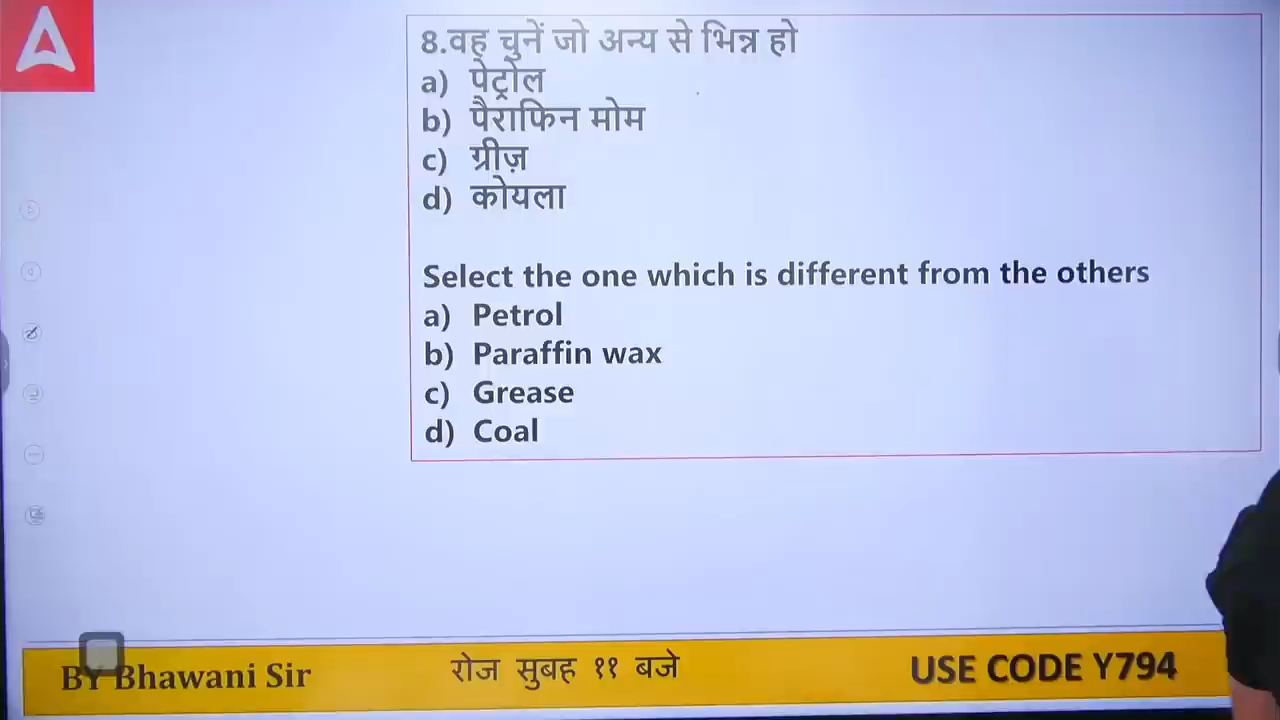 8.वह चुनें जो अन्य से भिन्न हो
a) पेट्रोल
b) पैराफिन मोम
c) ग्रीज़
d) कोयला
Select the one which is different from the others
a) Petrol
b) Paraffin wax
c) Grease
d) Coal
BY Bhawani Sir
रोज सुबह ११ बजे
USE CODE Y794